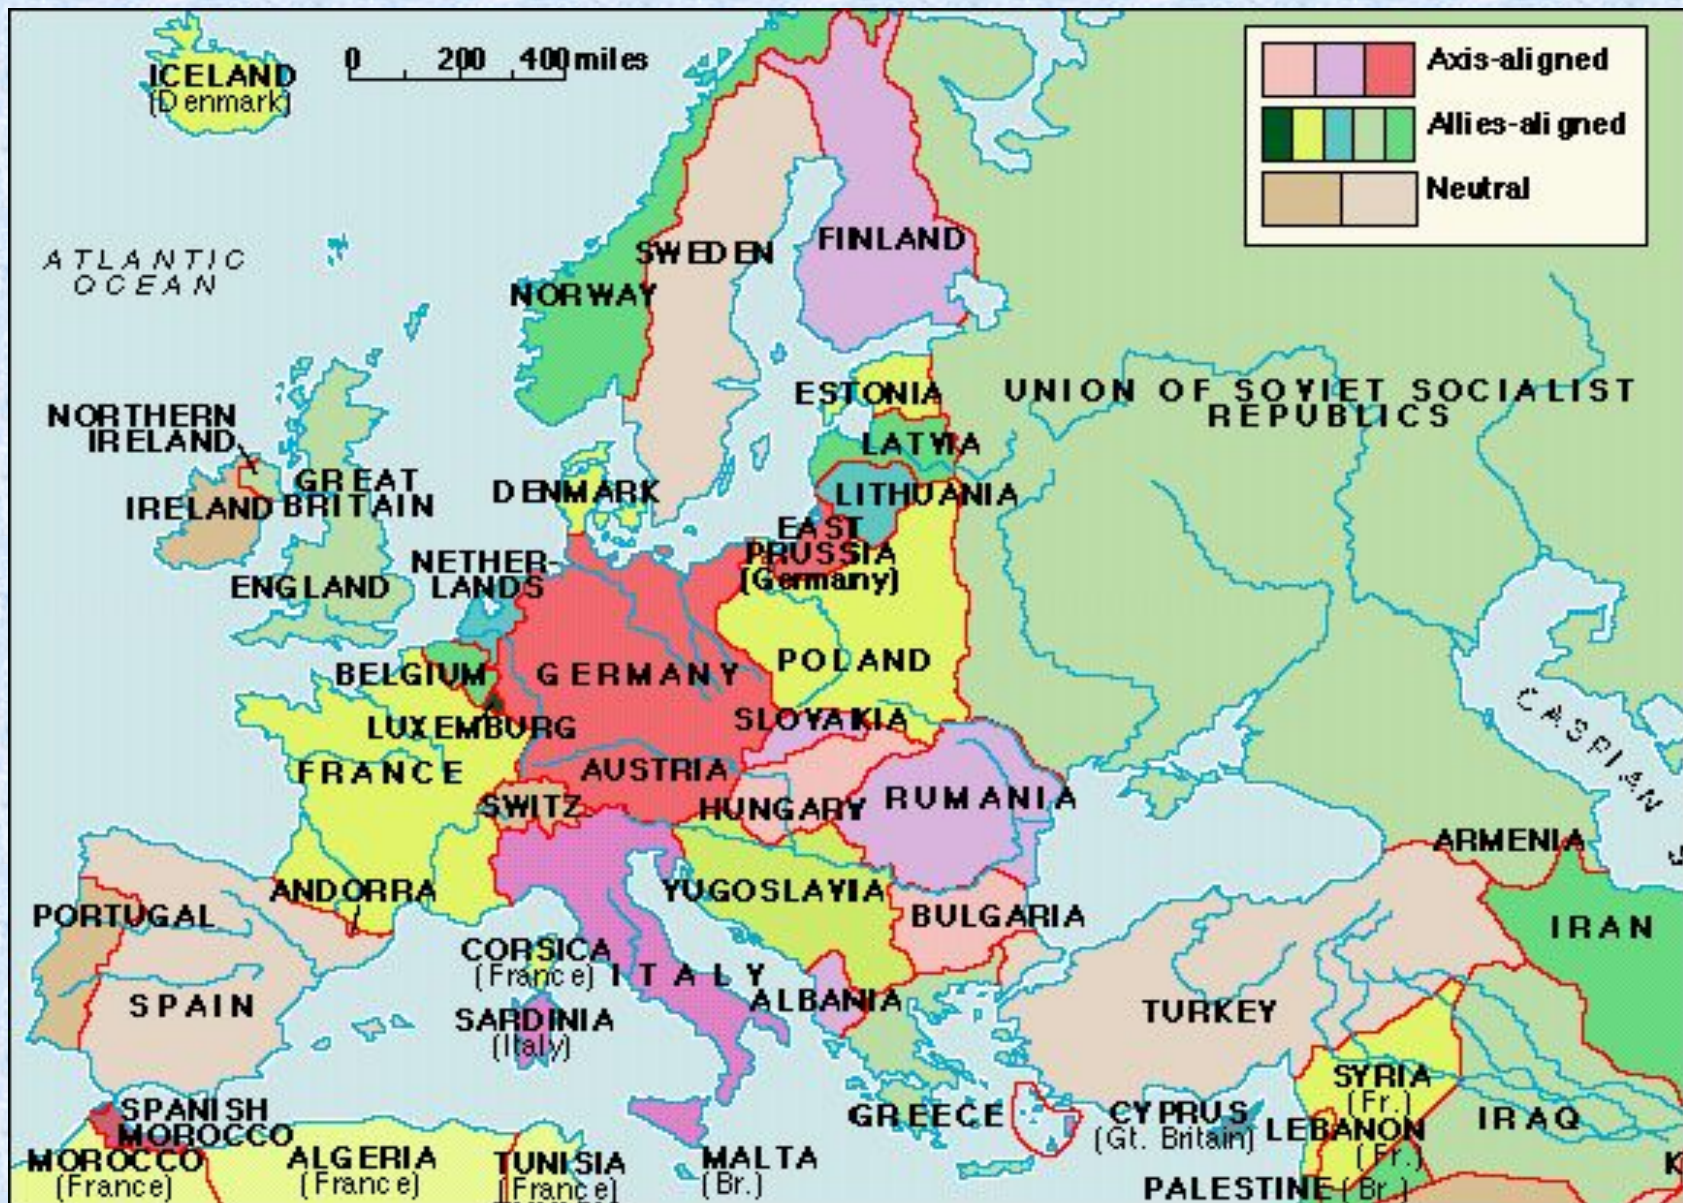 ICELAND
(Denmark)
0 200 400 miles
Axis-aligned
Allies-aligned
Neutral
ATLANTIC
OCEAN
SWEDEN
FINLAND
NORWAY
ESTONIA
UNION OF SOVIET SOCIALIST
REPUBLICS
NORTHERN
IRELAND
LATVIA
GREAT
BRITAIN
DENMARK
LITHUANIA
IRELAND
EAST
PRUSSIA
(Germany)
NETHER-
LANDS
ENGLAND
BELGIUM
GERMANY
POLAND
LUXEMBURG
SLOVAKIA
CASPIAN
FRANCE
AUSTRIA
SWITZ
HUNGARY
RUMANIA
ARMENIA
ANDORRA
YUGOSLAVIA
PORTUGAL
BULGARIA
IRAN
CORSICA
(France)
ITALY
ALBANIA
SPAIN
SARDINIA
(Italy)
TURKEY
SYRIA
(Fr.)
SPANISH
MOROCCO
GREECE
CYPRUS
(Gt. Britain)
LEBANON
(Fr.)
IRAQ
MOROCCO
(France)
ALGERIA
(France)
TUNISIA
(France)
MALTA
(Br.)
PALESTINE (Br.)
K